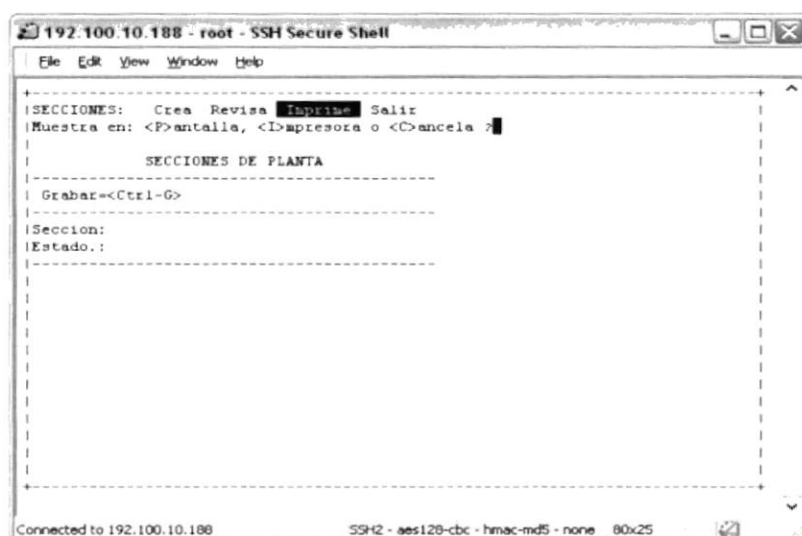 192.100.10.188 - root - SSH Secure Shell
File Edit View Window Help
SECCIONES: Crea Revisa Imprime Salir
Muestra en: <P>antalla, <I>mpresora o <C>ancela ?
SECCIONES DE PLANTA
Grabar=<Ctrl-G>
Seccion:
Estado.:
Connected to 192.100.10.188 SSH2 - aes128-cbc - hmac-md5 - none 80x25